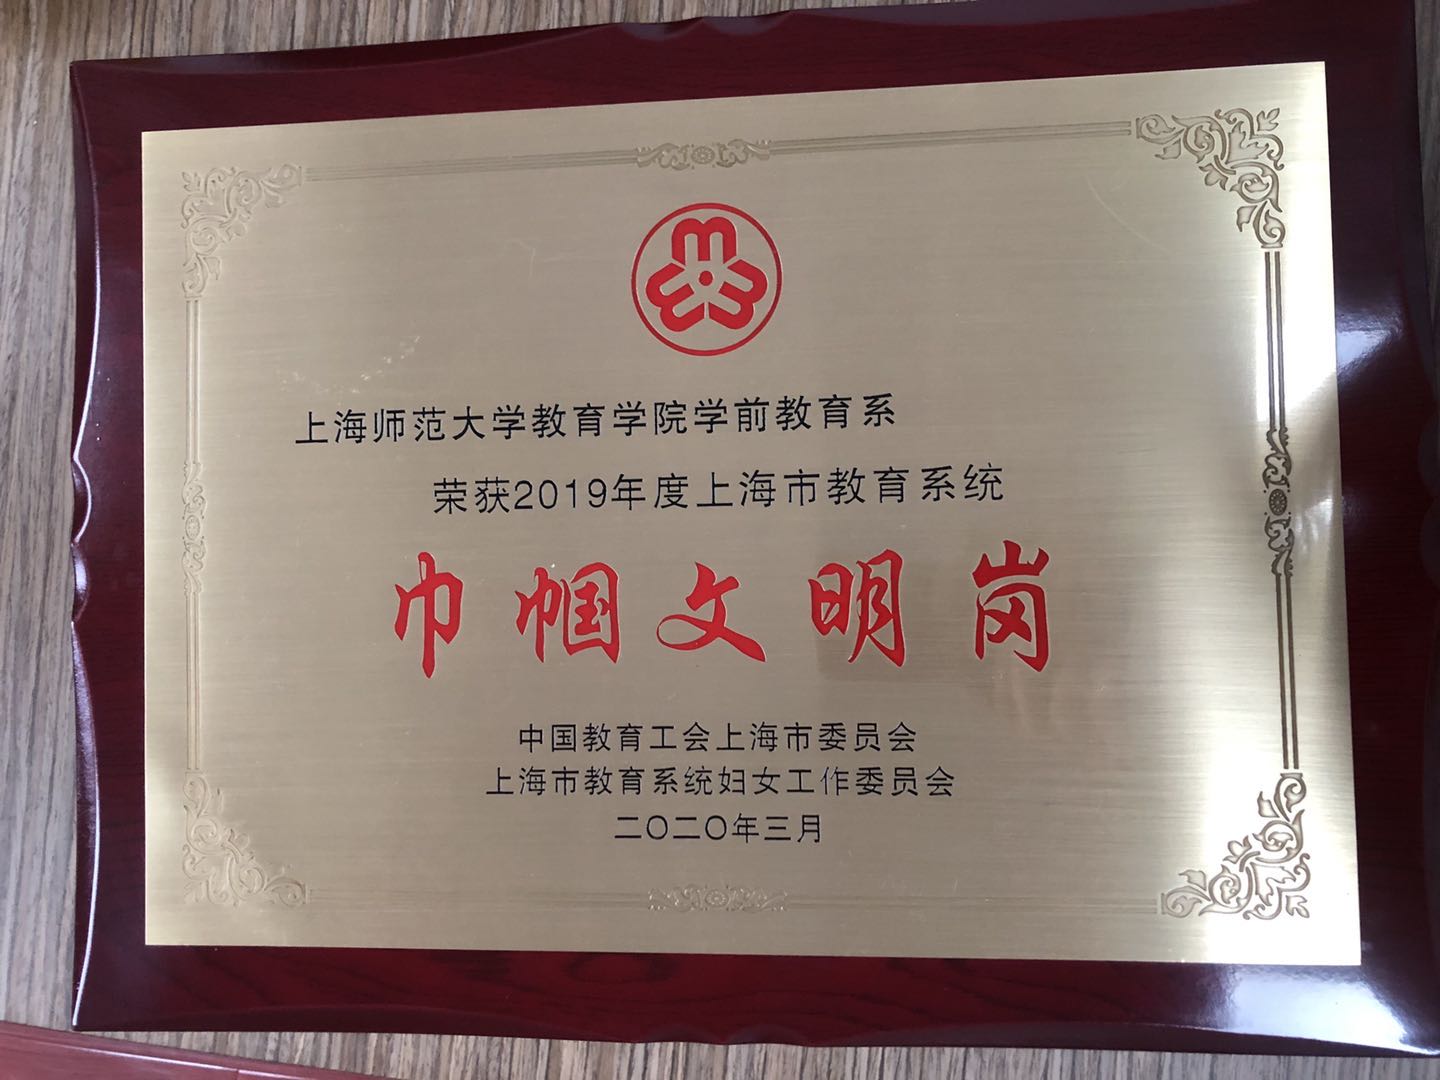 上海师范大学教育学院学前教育系
荣获2019年度上海市教育系统
巾帼文明岗
中国教育工会上海市委员会
上海市教育系统妇女工作委员会
二〇二〇年三月